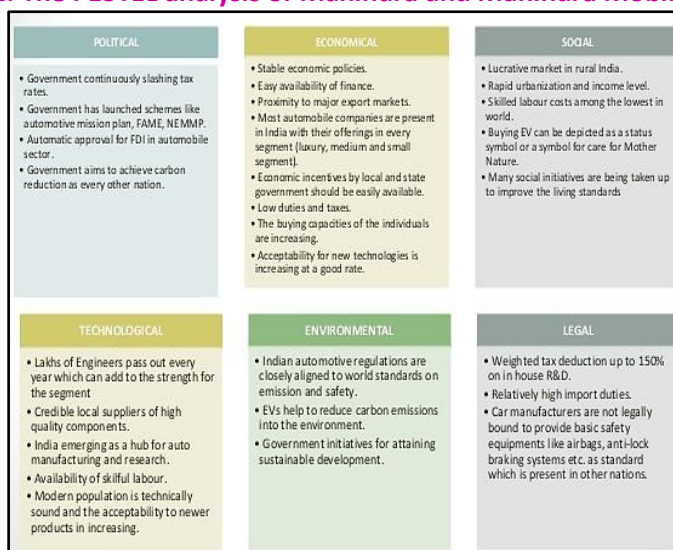 The PESTEL analysis of Mahindra and Mahindra
POLITICAL
• Government continuously slashing tax
rates.
• Government has launched schemes like
automotive mission plan, FAME, NEMMP.
• Automatic approval for FDI in automobile
sector.
• Government aims to achieve carbon
reduction as every other nation.
ECONOMICAL
• Stable economic policies.
• Easy availability of finance.
• Proximity to major export markets.
• Most automobile companies are present
in India with their offerings in every
segment (luxury, medium and small
segment).
• Economic incentives by local and state
government should be easily available.
• Low duties and taxes.
• The buying capacities of the individuals
are increasing.
• Acceptability for new technologies is
increasing at a good rate.
SOCIAL
• Lucrative market in rural India.
• Rapid urbanization and income level.
• Skilled labour costs among the lowest in
world.
• Buying EV can be depicted as a status
symbol or a symbol for care for Mother
Nature.
• Many social initiatives are being taken up
to improve the living standards
TECHNOLOGICAL
• Lakhs of Engineers pass out every
year which can add to the strength for
the segment
• Credible local suppliers of high
quality components.
• India emerging as a hub for auto
manufacturing and research.
• Availability of skilful labour.
• Modern population is technically
sound and the acceptability to newer
products in increasing.
ENVIRONMENTAL
• Indian automotive regulations are
closely aligned to world standards on
emission and safety.
• EVs help to reduce carbon emissions
into the environment.
• Government initiatives for attaining
sustainable development.
LEGAL
• Weighted tax deduction up to 150%
on in house R&D.
• Relatively high import duties.
• Car manufacturers are not legally
bound to provide basic safety
equipments like airbags, anti-lock
braking systems etc. as standard
which is present in other nations.